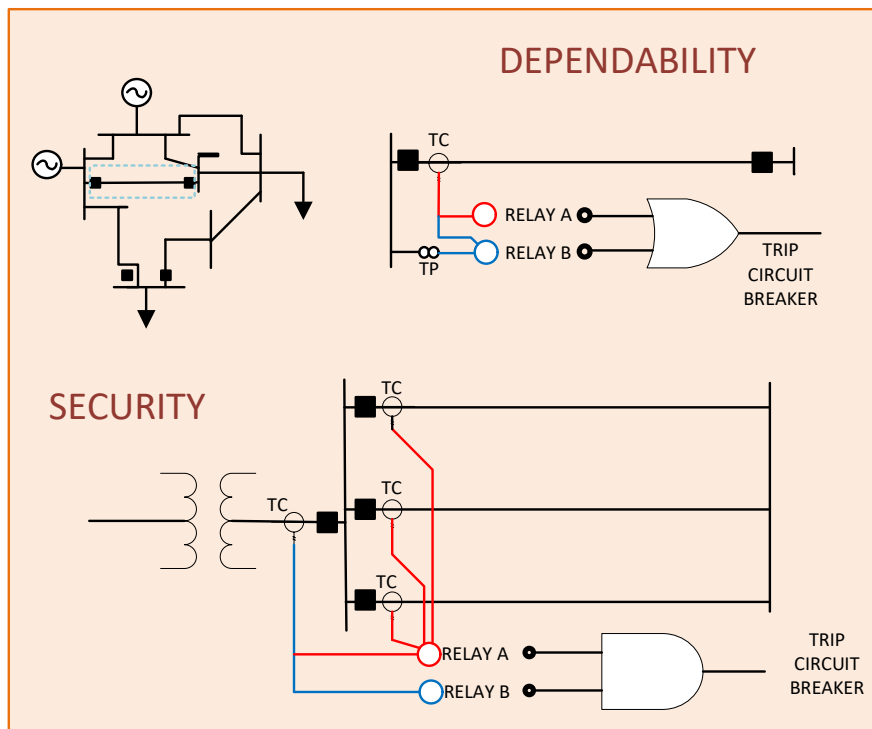 DEPENDABILITY
TC
RELAY A
RELAY B
TP
TRIP
CIRCUIT
BREAKER
SECURITY
TC
TC
TC
TC
RELAY A
RELAY B
TRIP
CIRCUIT
BREAKER